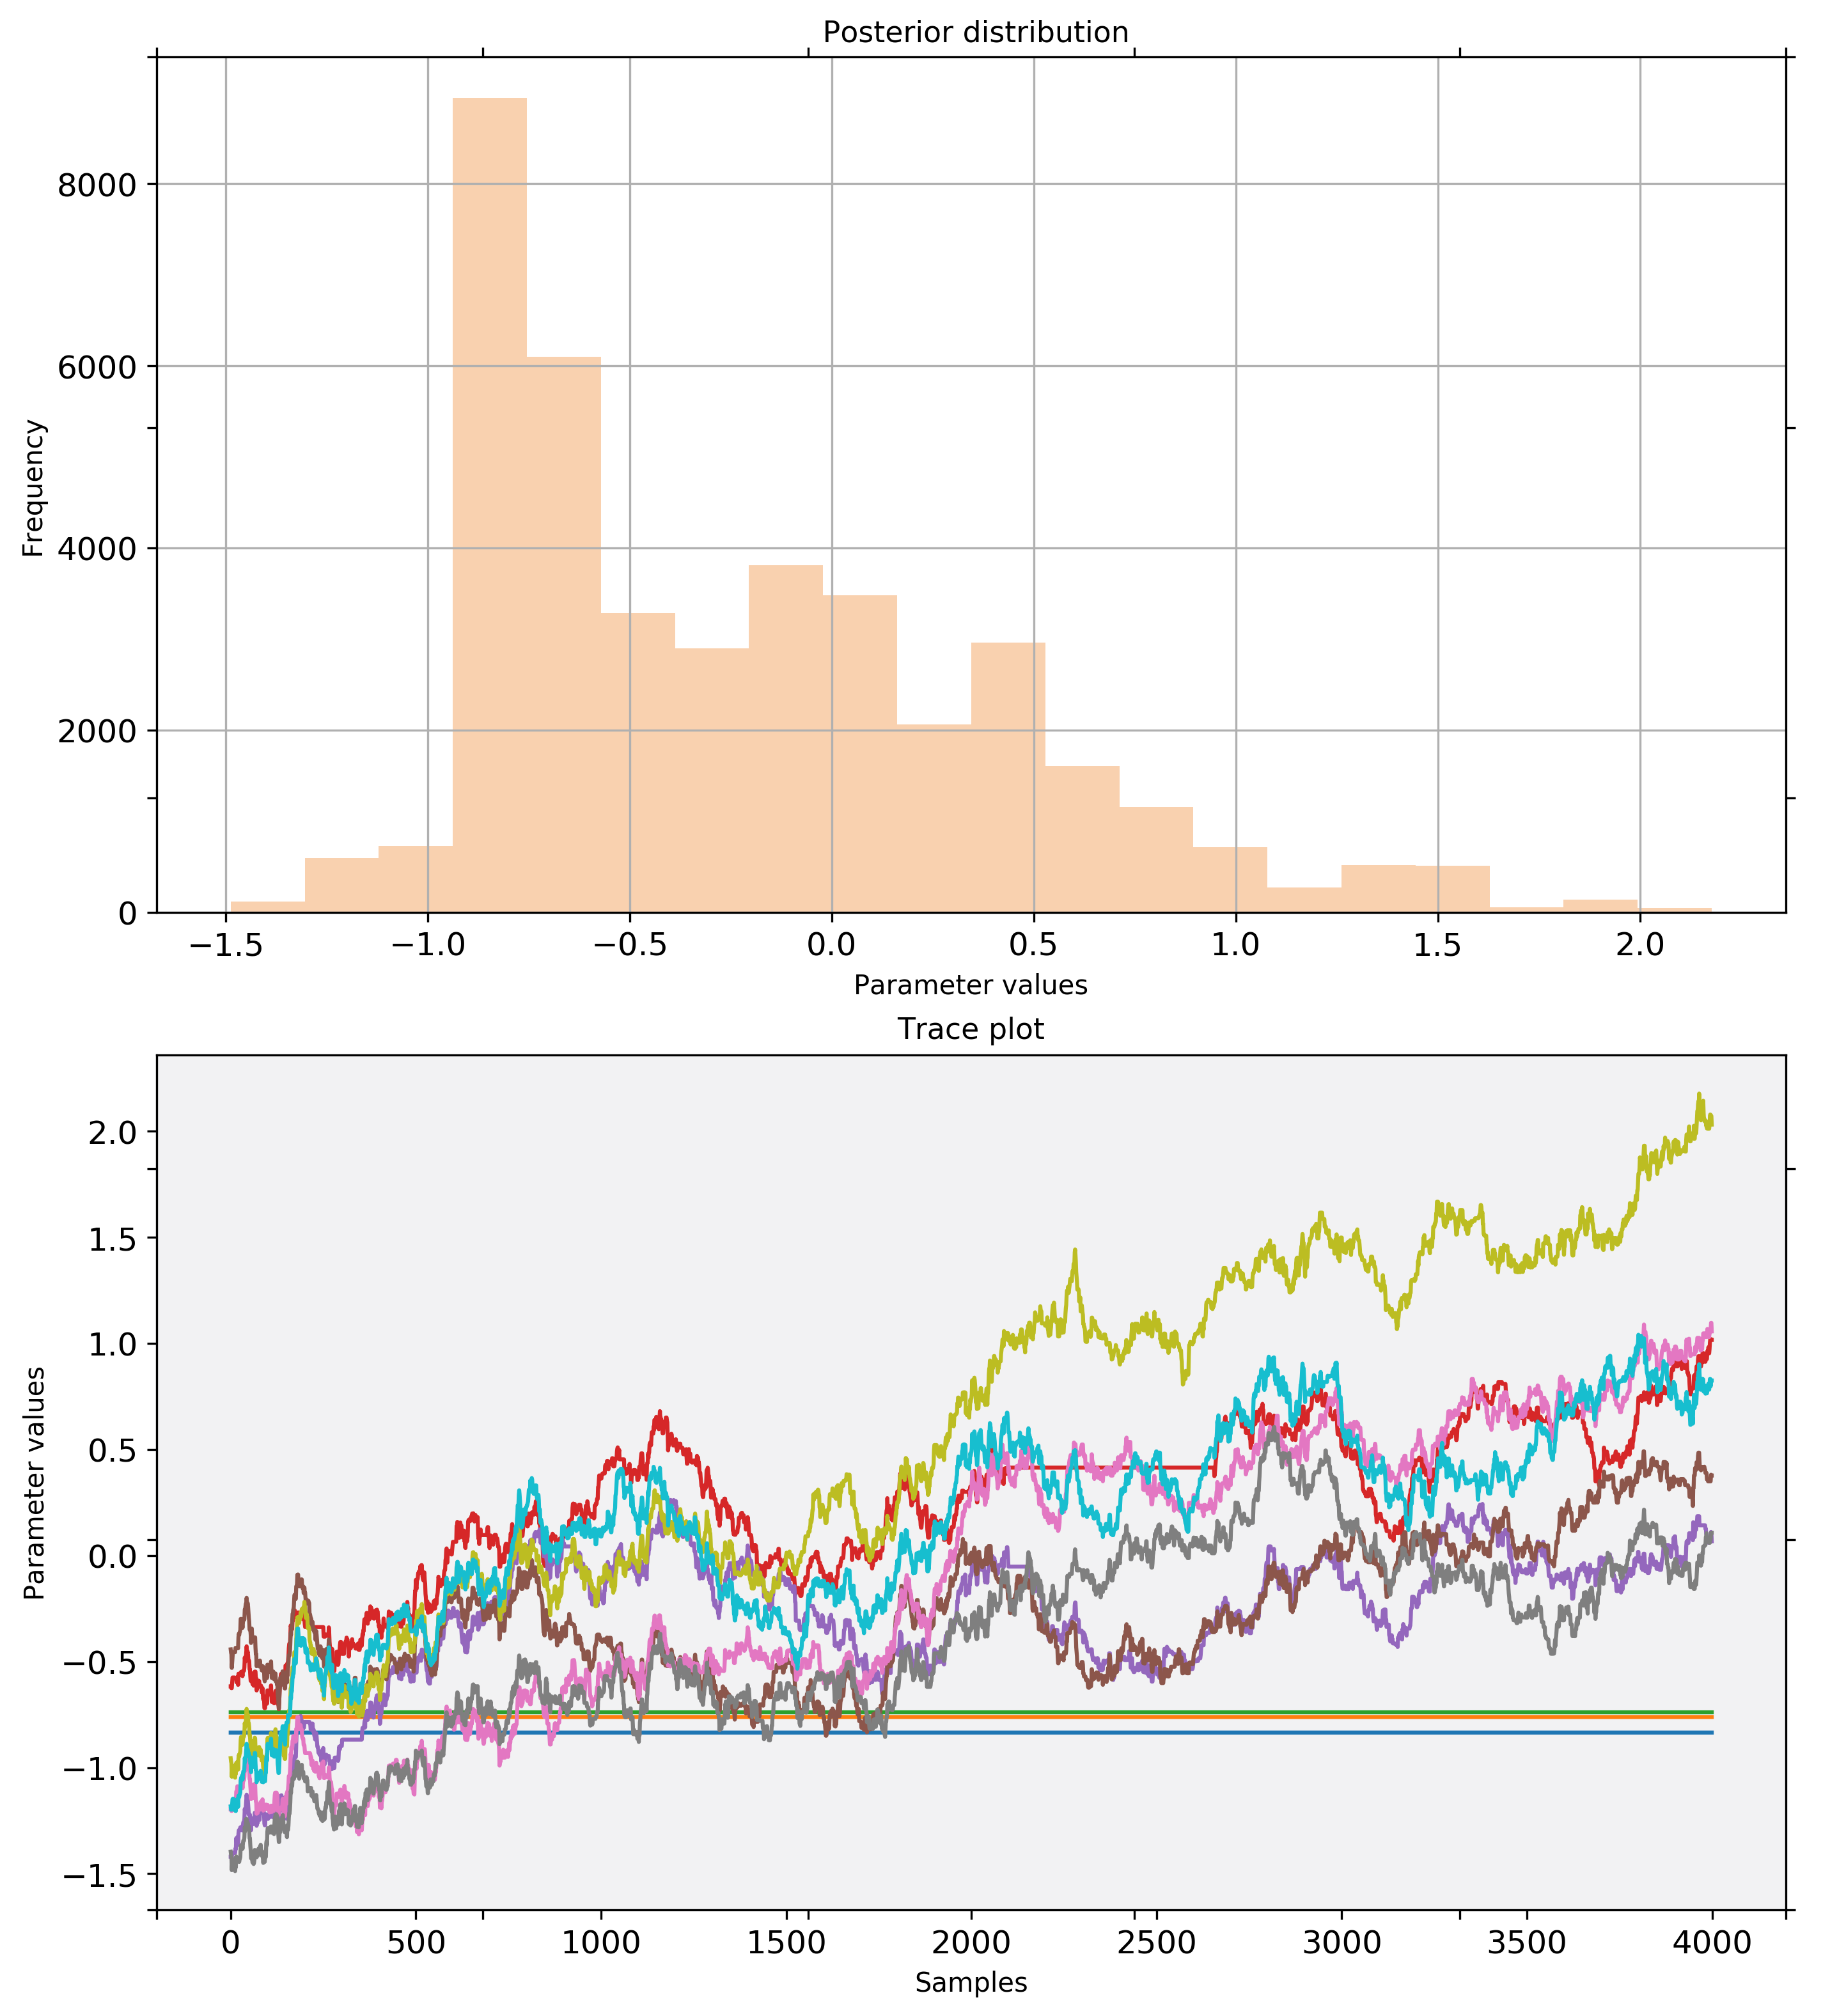 Posterior distribution
8000
6000
4000
2000
0
Frequency
−1.5 −1.0 −0.5 0.0 0.5 1.0 1.5 2.0
Parameter values
Trace plot
2.0
1.5
1.0
0.5
0.0
−0.5
−1.0
−1.5
Parameter values
0 500 1000 1500 2000 2500 3000 3500 4000
Samples